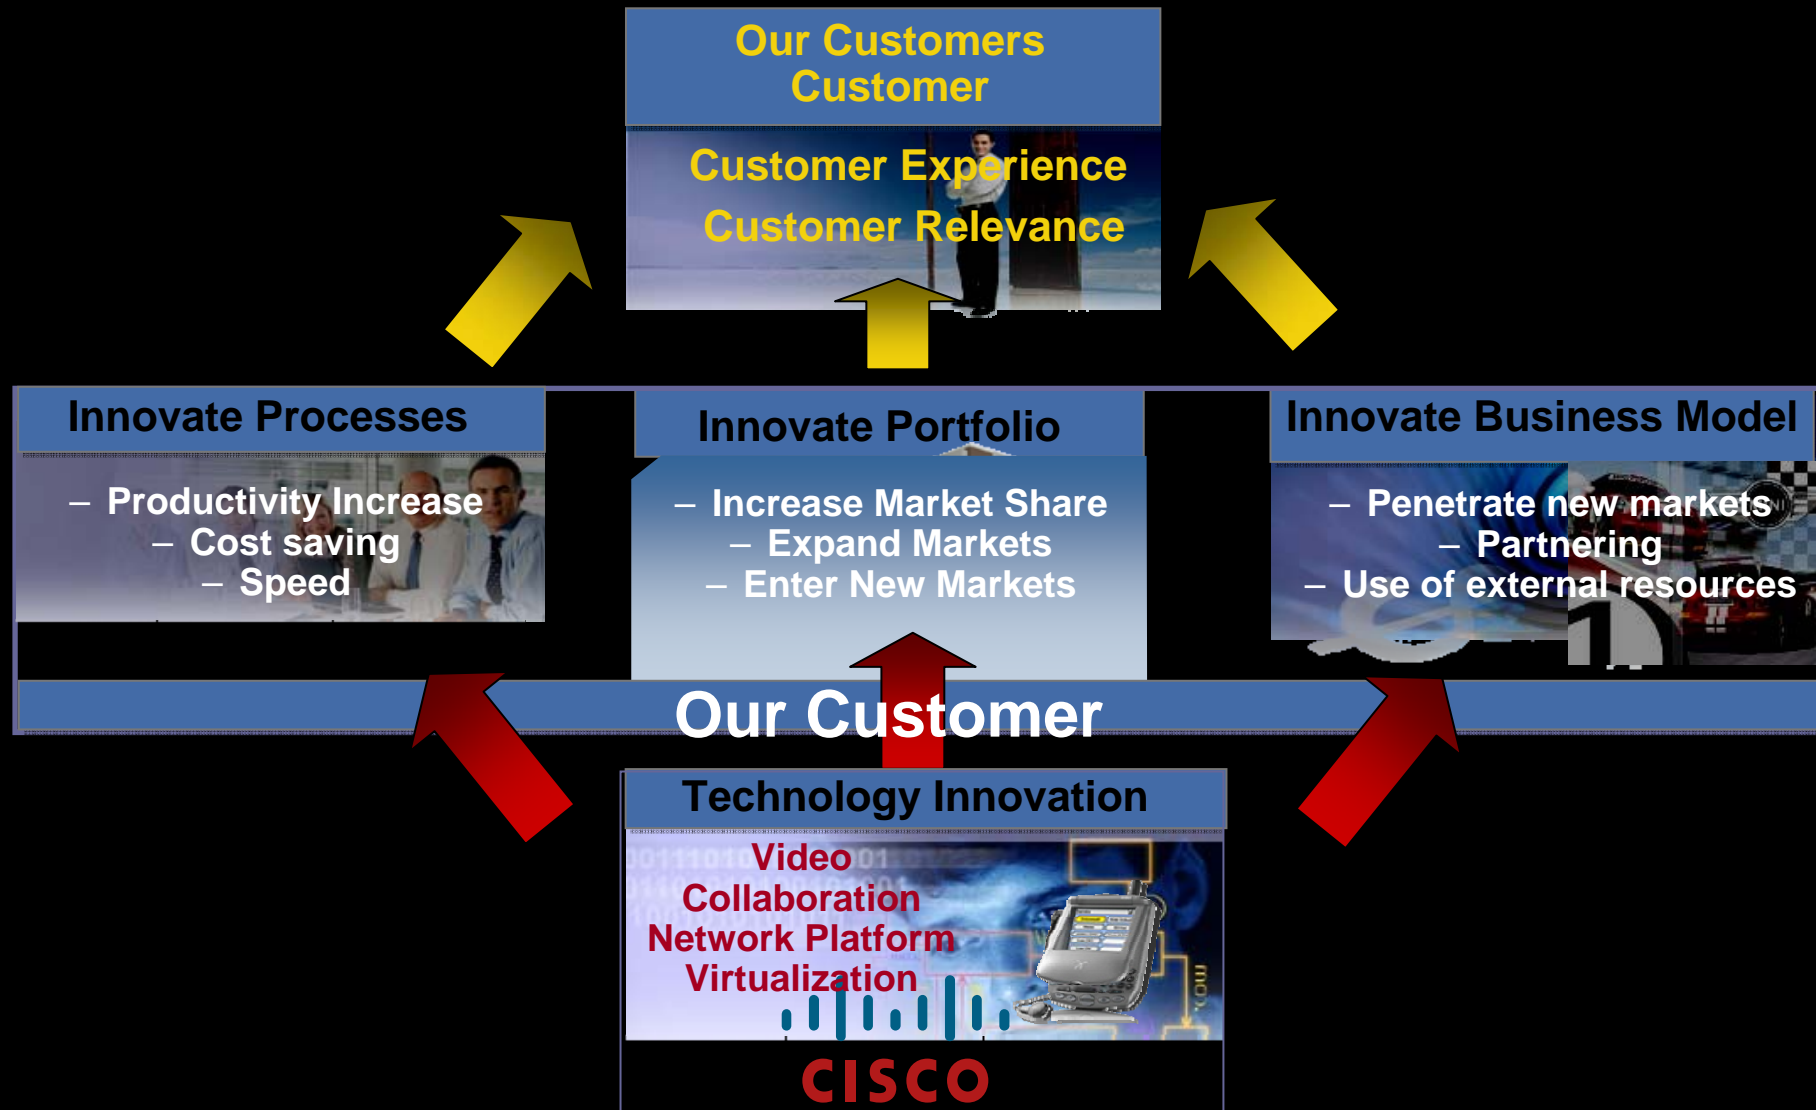 Our Customers
Customer
Customer Experience
Customer Relevance
Innovate Processes
– Productivity Increase
– Cost saving
– Speed
Innovate Portfolio
– Increase Market Share
– Expand Markets
– Enter New Markets
Innovate Business Model
– Penetrate new markets
– Partnering
– Use of external resources
Our Customer
Technology Innovation
Video
Collaboration
Network Platform
Virtualization
CISCO